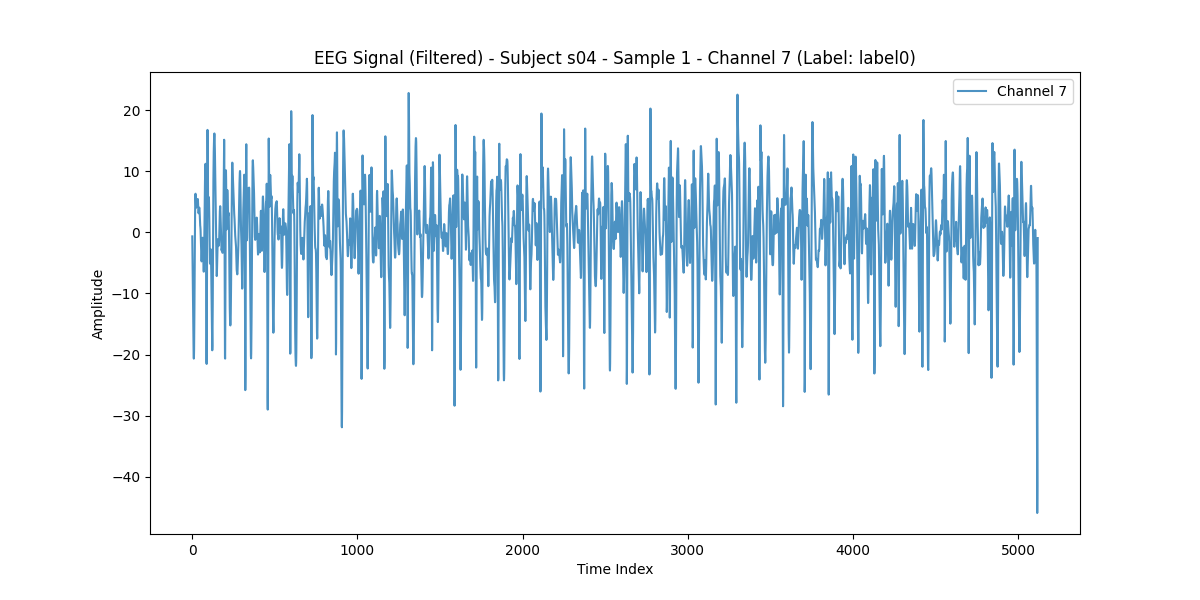 EEG Signal (Filtered) - Subject s04 - Sample 1 - Channel 7 (Label: label0)
Channel 7
20
10
0
−10
−20
−30
−40
Amplitude
0 1000 2000 3000 4000 5000
Time Index